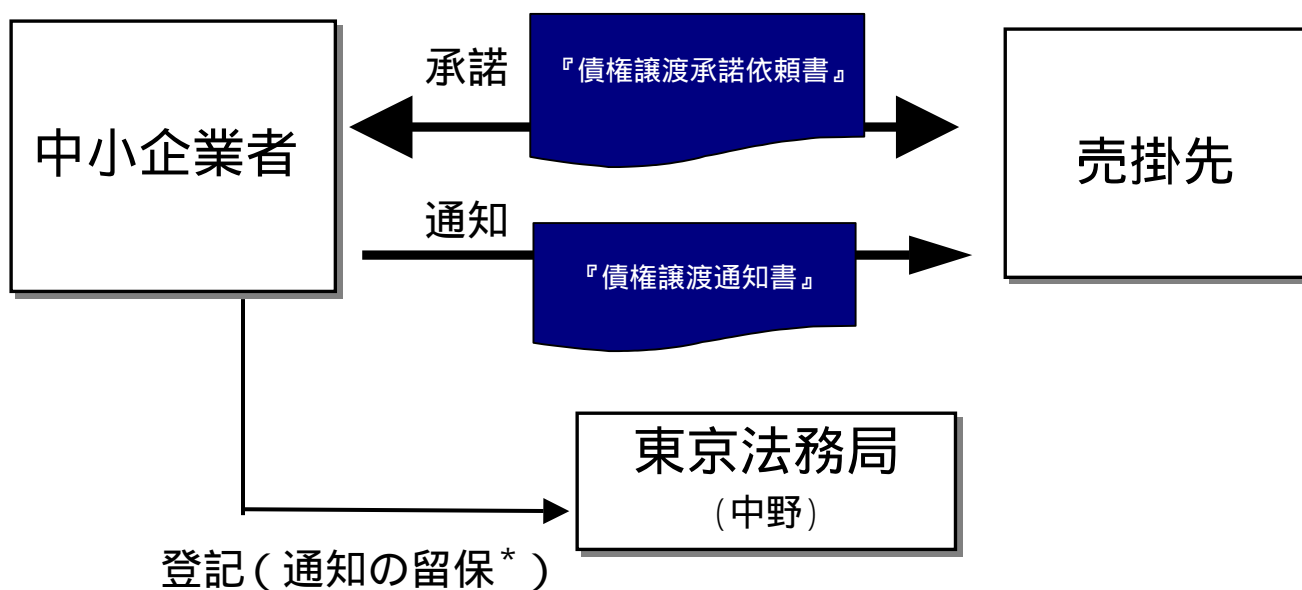 中小企業者
承諾
『債権譲渡承諾依頼書』
売掛先
通知
『債権譲渡通知書』
東京法務局
（中野）
登記（通知の留保*）